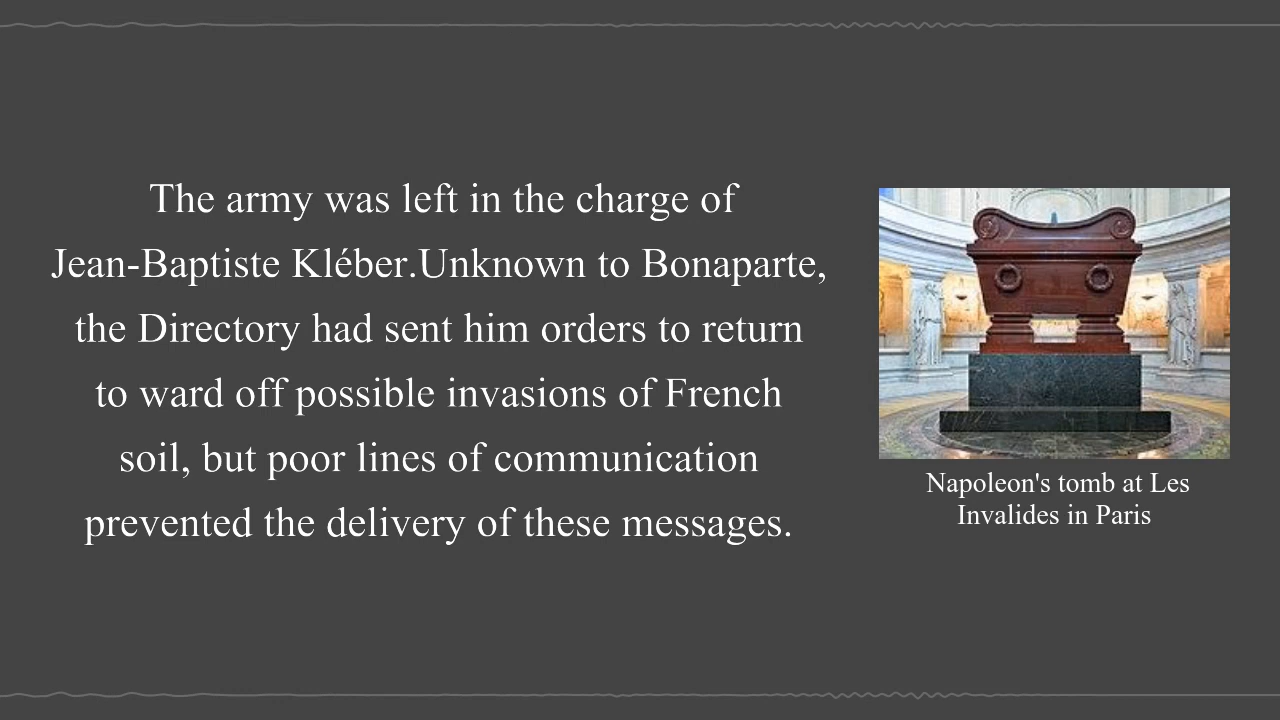 The army was left in the charge of
Jean-Baptiste Kléber.Unknown to Bonaparte,
the Directory had sent him orders to return
to ward off possible invasions of French
soil, but poor lines of communication
prevented the delivery of these messages.
Napoleon's tomb at Les
Invalides in Paris